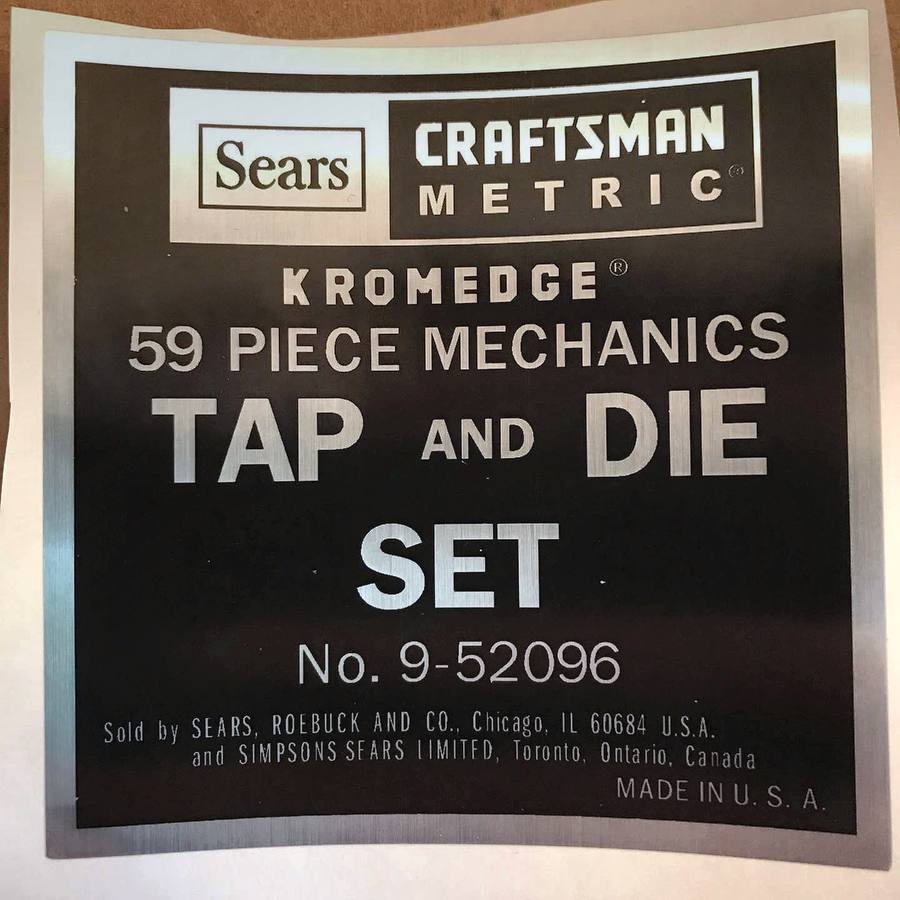 Sears CRAFTSMAN
METRIC®
KROMEDGE®
59 PIECE MECHANICS
TAP AND DIE
SET
No. 9-52096
Sold by SEARS, ROEBUCK AND CO., Chicago, IL 60684 U.S.A.
and SIMPSONS SEARS LIMITED, Toronto, Ontario, Canada
MADE IN U. S. A.